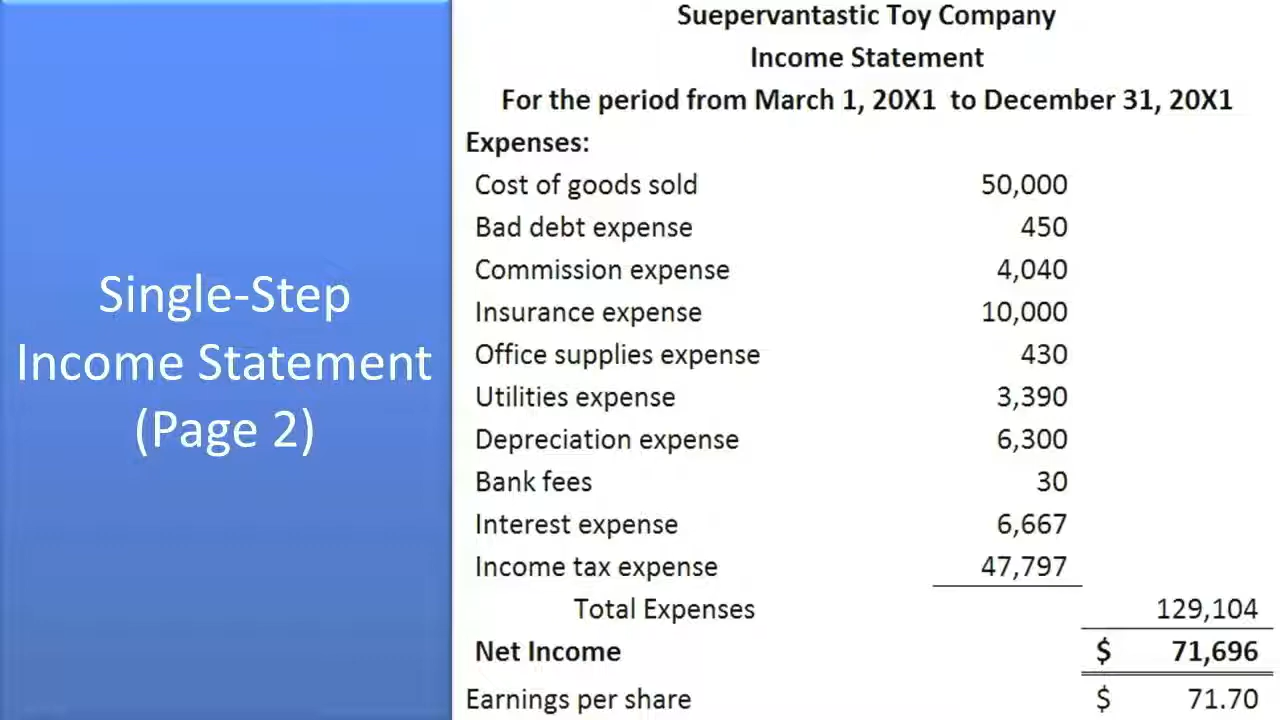 Single-Step
Income Statement
(Page 2)
Suepervantastic Toy Company
Income Statement
For the period from March 1, 20X1 to December 31, 20X1
Expenses:
Cost of goods sold 50,000
Bad debt expense 450
Commission expense 4,040
Insurance expense 10,000
Office supplies expense 430
Utilities expense 3,390
Depreciation expense 6,300
Bank fees 30
Interest expense 6,667
Income tax expense 47,797
Total Expenses 129,104
Net Income $ 71,696
Earnings per share $ 71.70